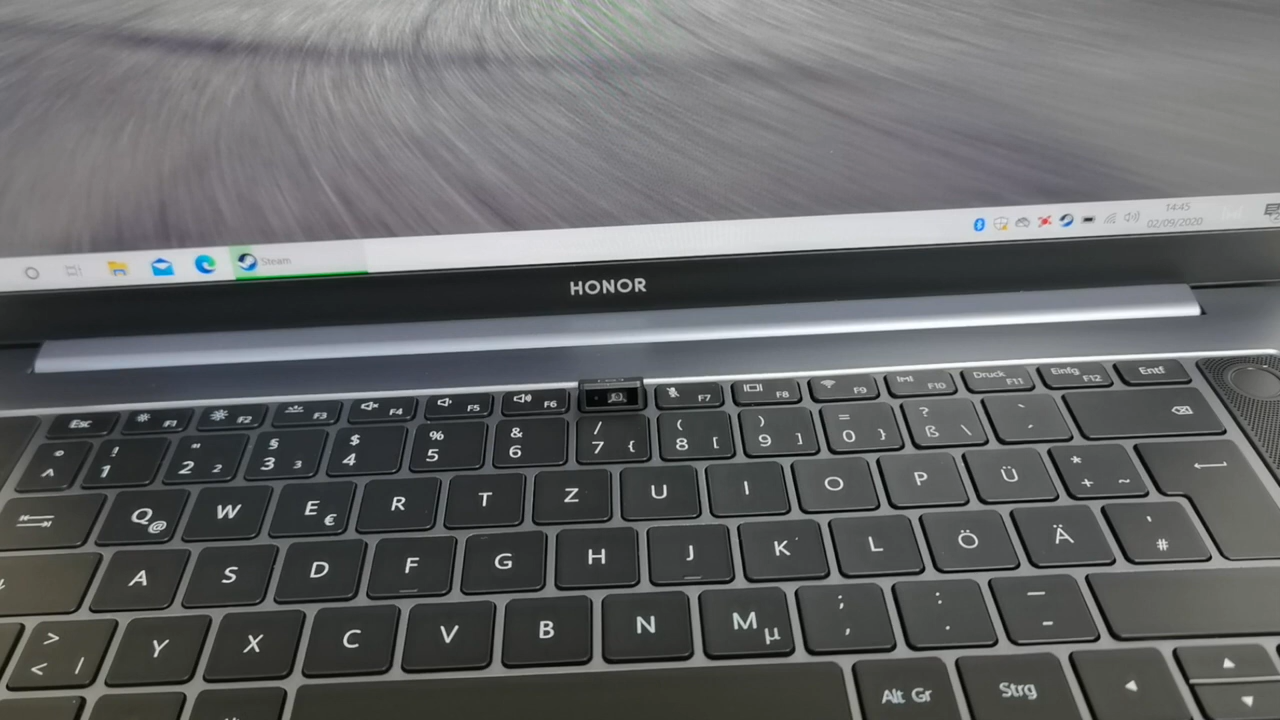 Steam
14:45
02/09/2020
HONOR
Esc F1 F2 F3 F4 F5 F6 F7 F8 F9 F10 Druck F11 Einfg F12 Entf
° ! " § $ % & / ( ) = ? `
^ 1 2 ² 3 ³ 4 5 6 7 { 8 [ 9 ] 0 } ß \ ´
Q @ W E € R T Z U I O P Ü * + ~
A S D F G H J K L Ö Ä ' #
> < | Y X C V B N M µ ; , : . _ -
Alt Gr Strg